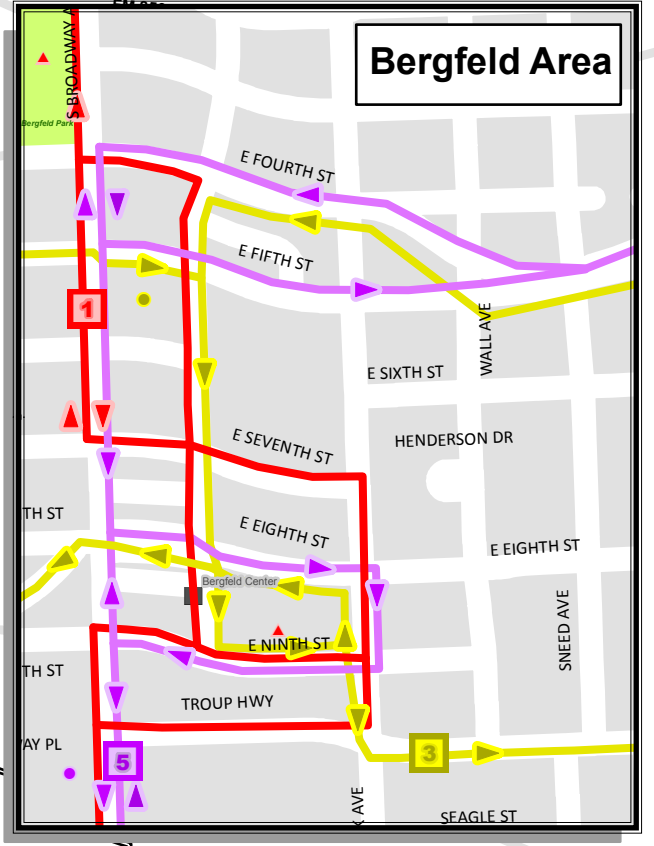 Bergfeld Area
S BROADWAY A
Bergfeld Park
E FOURTH ST
E FIFTH ST
1
WALL AVE
E SIXTH ST
E SEVENTH ST
HENDERSON DR
TH ST
E EIGHTH ST
E EIGHTH ST
Bergfeld Center
SNEED AVE
E NINTH ST
TH ST
TROUP HWY
AY PL
5
3
AVE
SEAGLE ST